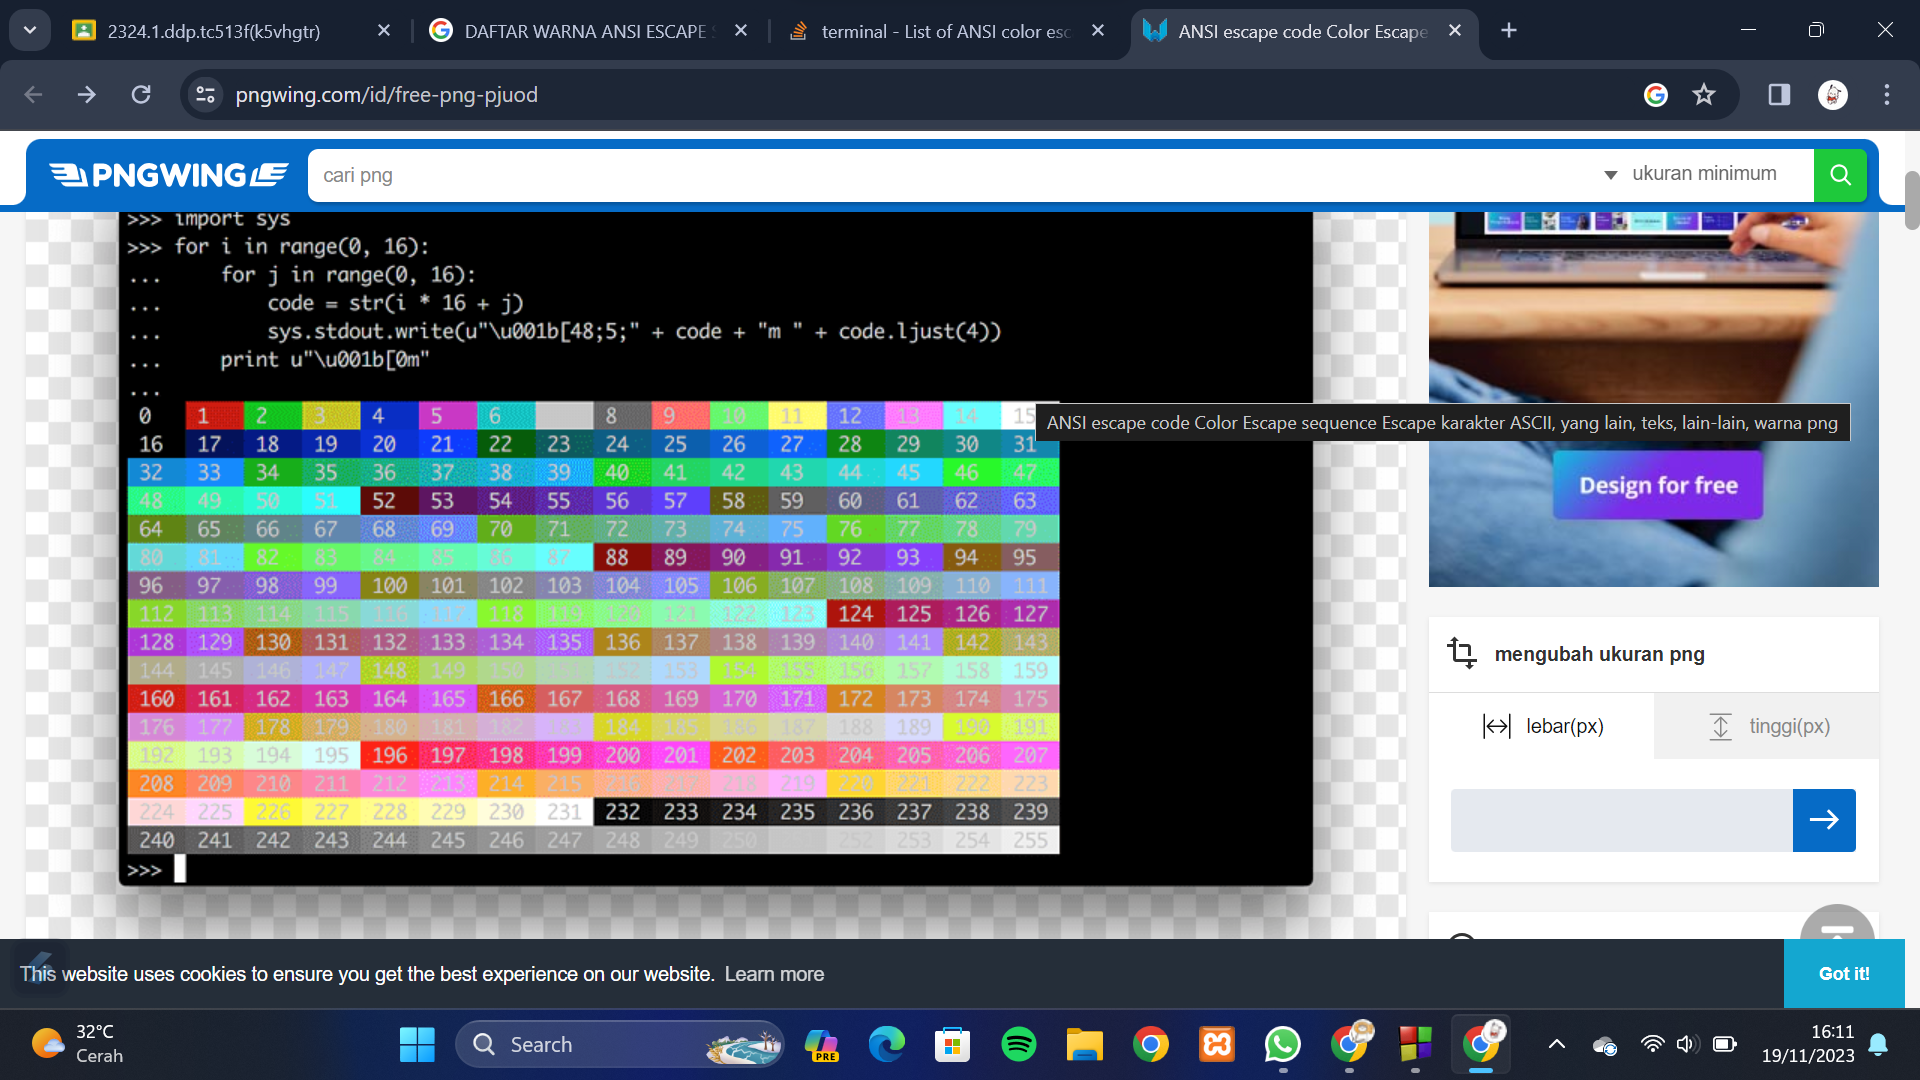 2324.1.ddp.tc513f(k5vhgtr)
DAFTAR WARNA ANSI ESCAPE S
terminal - List of ANSI color esc
ANSI escape code Color Escape
pngwing.com/id/free-png-pjuod
PNGWING
cari png
ukuran minimum
>>> import sys
>>> for i in range(0, 16):
...     for j in range(0, 16):
...         code = str(i * 16 + j)
...         sys.stdout.write(u"\u001b[48;5;" + code + "m " + code.ljust(4))
...     print u"\u001b[0m"
...
0 1 2 3 4 5 6 8 9 10 11 12 13 14 15
16 17 18 19 20 21 22 23 24 25 26 27 28 29 30 31
32 33 34 35 36 37 38 39 40 41 42 43 44 45 46 47
48 49 50 51 52 53 54 55 56 57 58 59 60 61 62 63
64 65 66 67 68 69 70 71 72 73 74 75 76 77 78 79
80 81 82 83 84 85 86 87 88 89 90 91 92 93 94 95
96 97 98 99 100 101 102 103 104 105 106 107 108 109 110 111
112 113 114 115 116 117 118 119 120 121 122 123 124 125 126 127
128 129 130 131 132 133 134 135 136 137 138 139 140 141 142 143
144 145 146 147 148 149 150 152 153 154 155 156 157 158 159
160 161 162 163 164 165 166 167 168 169 170 171 172 173 174 175
176 177 178 179 180 181 182 183 184 185 186 187 188 189 190 191
192 193 194 195 196 197 198 199 200 201 202 203 204 205 206 207
208 209 210 211 212 213 214 215 216 217 218 219 220 221 222 223
224 225 226 227 228 229 230 231 232 233 234 235 236 237 238 239
240 241 242 243 244 245 246 247 248 249 250 252 253 254 255
>>>
ANSI escape code Color Escape sequence Escape karakter ASCII, yang lain, teks, lain-lain, warna png
Design for free
mengubah ukuran png
lebar(px)
tinggi(px)
This website uses cookies to ensure you get the best experience on our website. Learn more
Got it!
32°C
Cerah
Search
PRE
16:11
19/11/2023